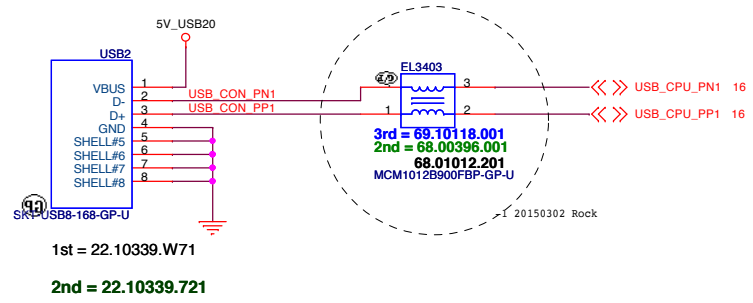 5V_USB20
USB2
EL3403
VBUS 1
D- 2 USB_CON_PN1
D+ 3 USB_CON_PP1
GND 4
SHELL#5 5
SHELL#6 6
SHELL#7 7
SHELL#8 8
3 USB_CPU_PN1 16
1 2 USB_CPU_PP1 16
3rd = 69.10118.001
2nd = 68.00396.001
68.01012.201
MCM1012B900FBP-GP-U
GP
USB8-168-GP-U
-1 20150302 Rock
1st = 22.10339.W71
2nd = 22.10339.721